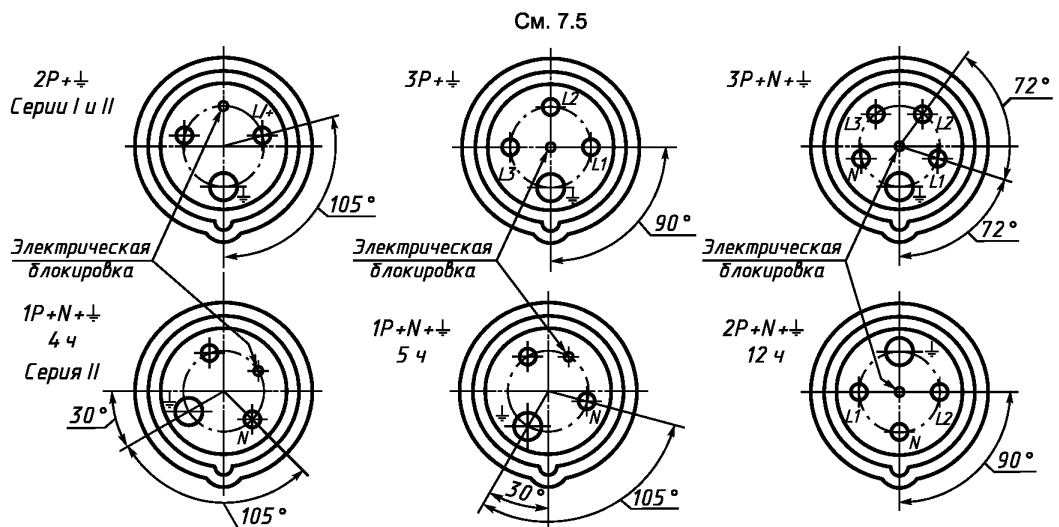 См. 7.5
2P+⏚
Серии I и II
L/+
⏚
105°
3P+⏚
L2
L3
L1
⏚
90°
3P+N+⏚
L3
L2
N
L1
⏚
72°
72°
Электрическая
блокировка
Электрическая
блокировка
Электрическая
блокировка
1P+N+⏚
4 ч
Серия II
⏚
N
30°
105°
1P+N+⏚
5 ч
⏚
N
30°
105°
2P+N+⏚
12 ч
⏚
L1
L2
N
90°